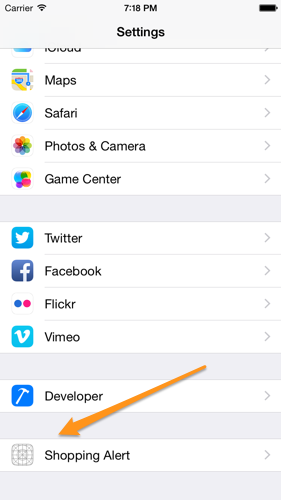 Carrier 7:18 PM
Settings
iCloud
Maps
Safari
Photos & Camera
Game Center
Twitter
Facebook
Flickr
Vimeo
Developer
Shopping Alert